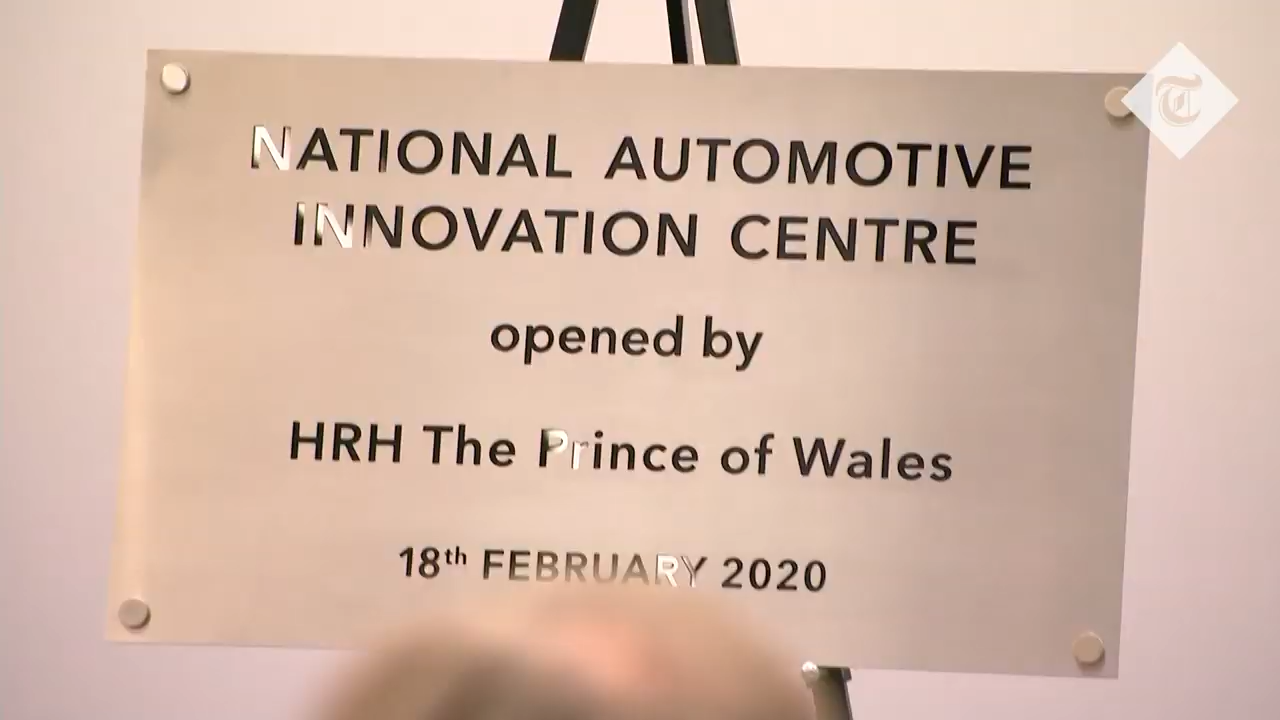 NATIONAL AUTOMOTIVE
INNOVATION CENTRE
opened by
HRH The Prince of Wales
18th FEBRUARY 2020
T